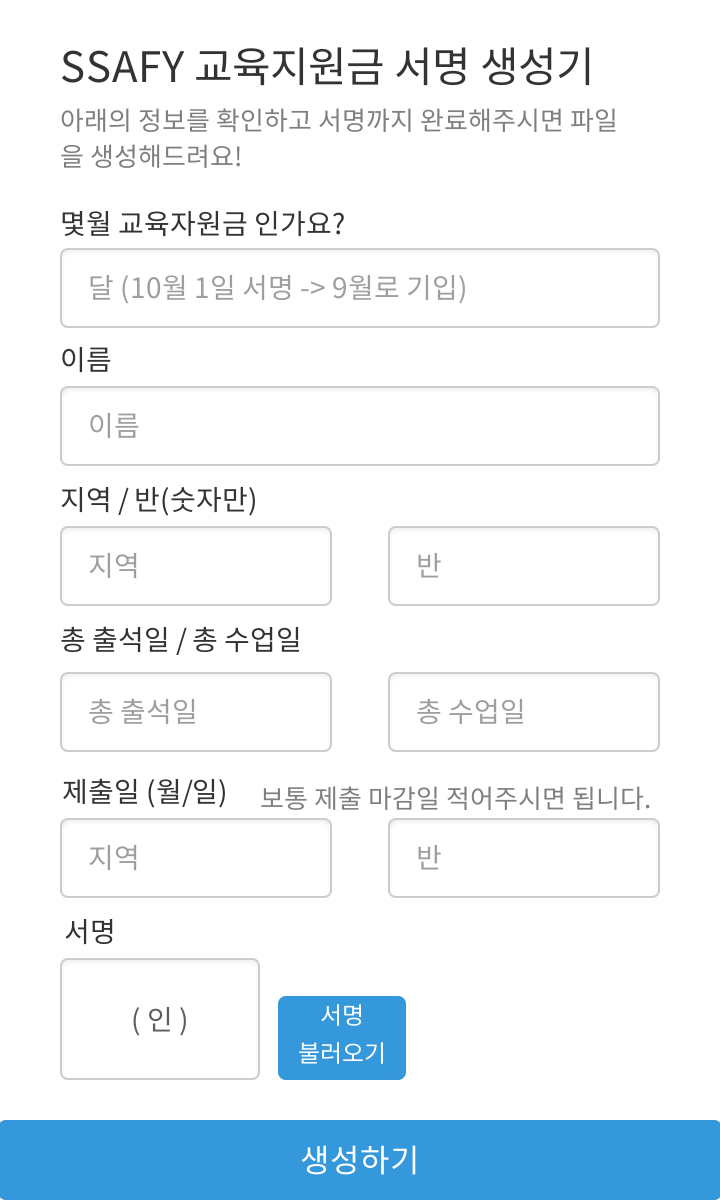 SSAFY 교육지원금 서명 생성기
아래의 정보를 확인하고 서명까지 완료해주시면 파일
을 생성해드려요!
몇월 교육자원금 인가요?
달 (10월 1일 서명 -> 9월로 기입)
이름
이름
지역 / 반(숫자만)
지역 반
총 출석일 / 총 수업일
총 출석일 총 수업일
제출일 (월/일) 보통 제출 마감일 적어주시면 됩니다.
지역 반
서명
( 인 )
서명
불러오기
생성하기